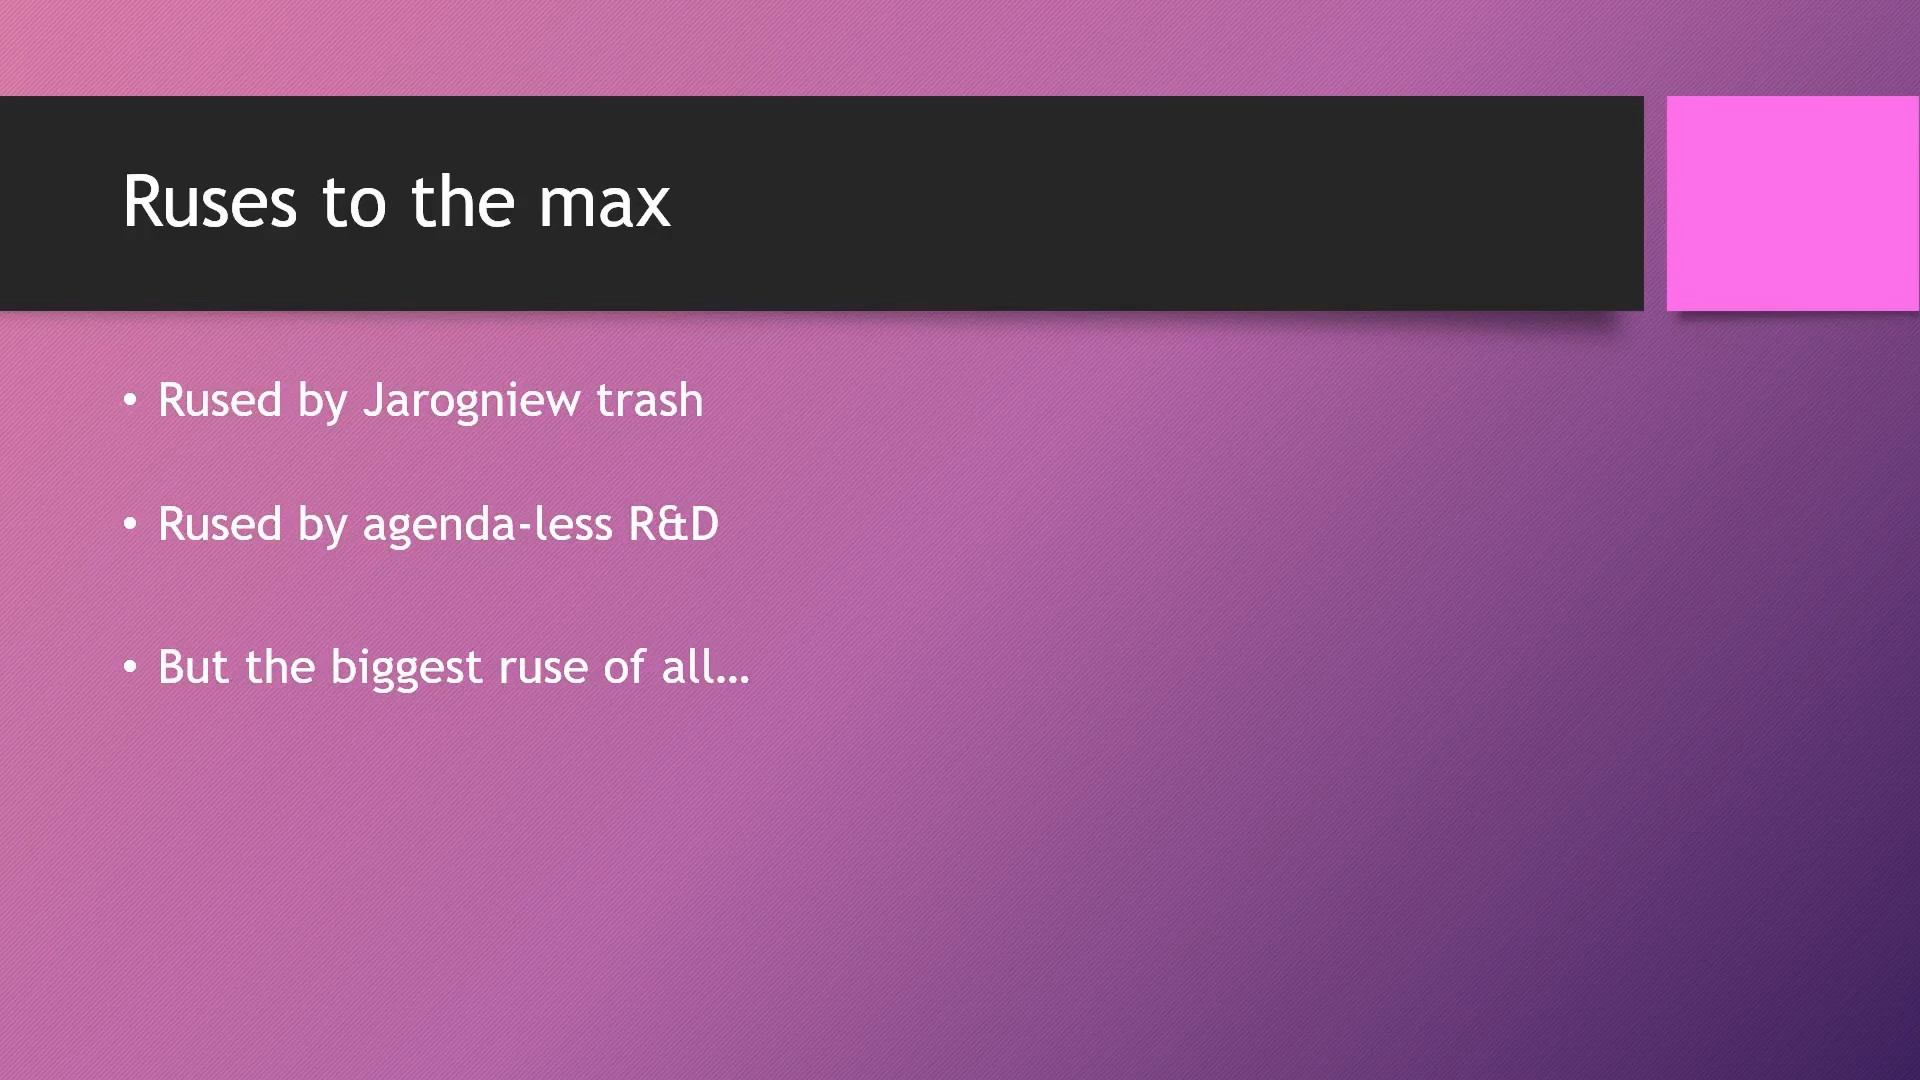 Ruses to the max
• Rused by Jarogniew trash
• Rused by agenda-less R&D
• But the biggest ruse of all…